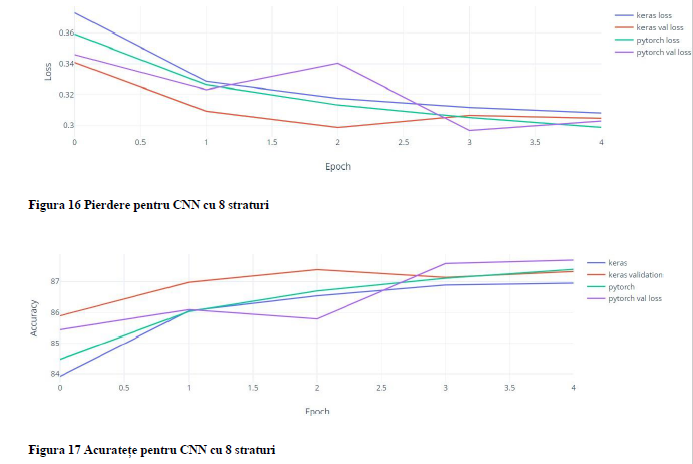 keras loss
keras val loss
pytorch loss
pytorch val loss
0.36
0.34
0.32
0.3
Loss
0 0.5 1 1.5 2 2.5 3 3.5 4
Epoch
Figura 16 Pierdere pentru CNN cu 8 straturi
keras
keras validation
pytorch
pytorch val loss
87
86
85
84
Accuracy
0 0.5 1 1.5 2 2.5 3 3.5 4
Epoch
Figura 17 Acuratețe pentru CNN cu 8 straturi